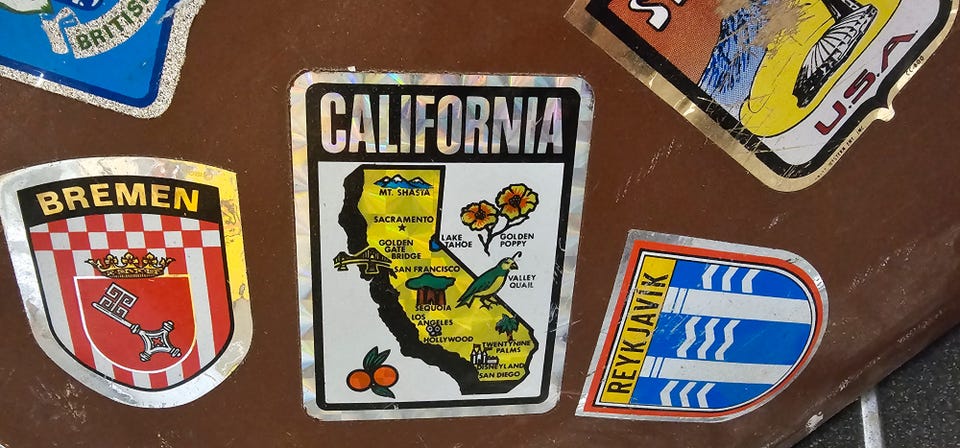 BRITISH
U.S.A.
BREMEN
CALIFORNIA
MT. SHASTA
SACRAMENTO
GOLDEN
GATE
BRIDGE
LAKE
TAHOE
GOLDEN
POPPY
SAN FRANCISCO
VALLEY
QUAIL
SEQUOIA
LOS
ANGELES
HOLLYWOOD
TWENTYNINE
PALMS
DISNEYLAND
SAN DIEGO
REYKJAVÍK